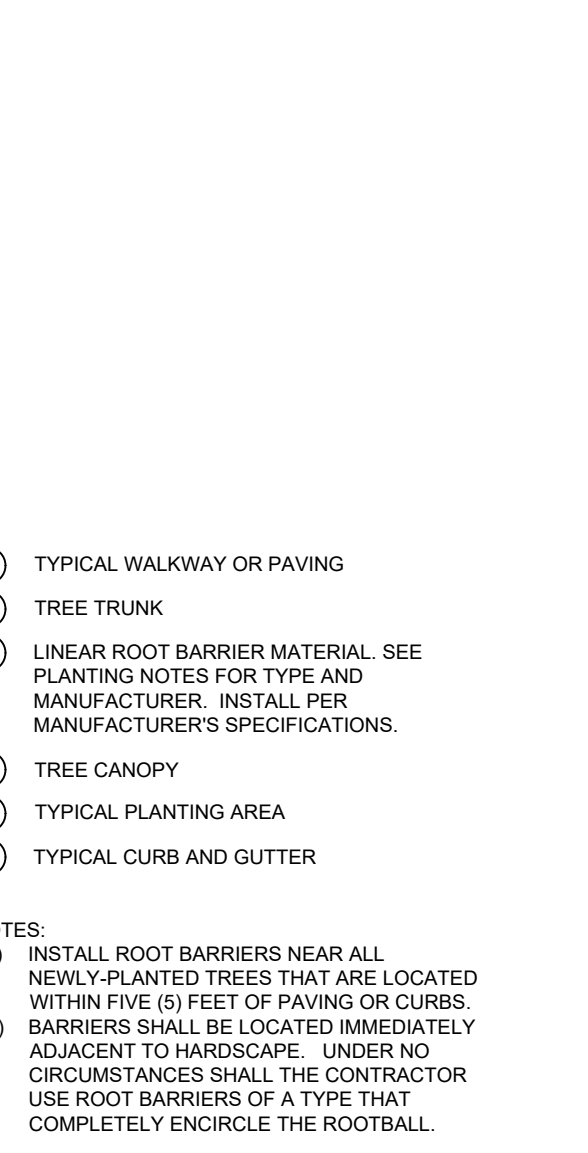 TYPICAL WALKWAY OR PAVING
TREE TRUNK
LINEAR ROOT BARRIER MATERIAL. SEE
PLANTING NOTES FOR TYPE AND
MANUFACTURER.  INSTALL PER
MANUFACTURER'S SPECIFICATIONS.
TREE CANOPY
TYPICAL PLANTING AREA
TYPICAL CURB AND GUTTER
OTES:
) INSTALL ROOT BARRIERS NEAR ALL
NEWLY-PLANTED TREES THAT ARE LOCATED
WITHIN FIVE (5) FEET OF PAVING OR CURBS.
) BARRIERS SHALL BE LOCATED IMMEDIATELY
ADJACENT TO HARDSCAPE.   UNDER NO
CIRCUMSTANCES SHALL THE CONTRACTOR
USE ROOT BARRIERS OF A TYPE THAT
COMPLETELY ENCIRCLE THE ROOTBALL.